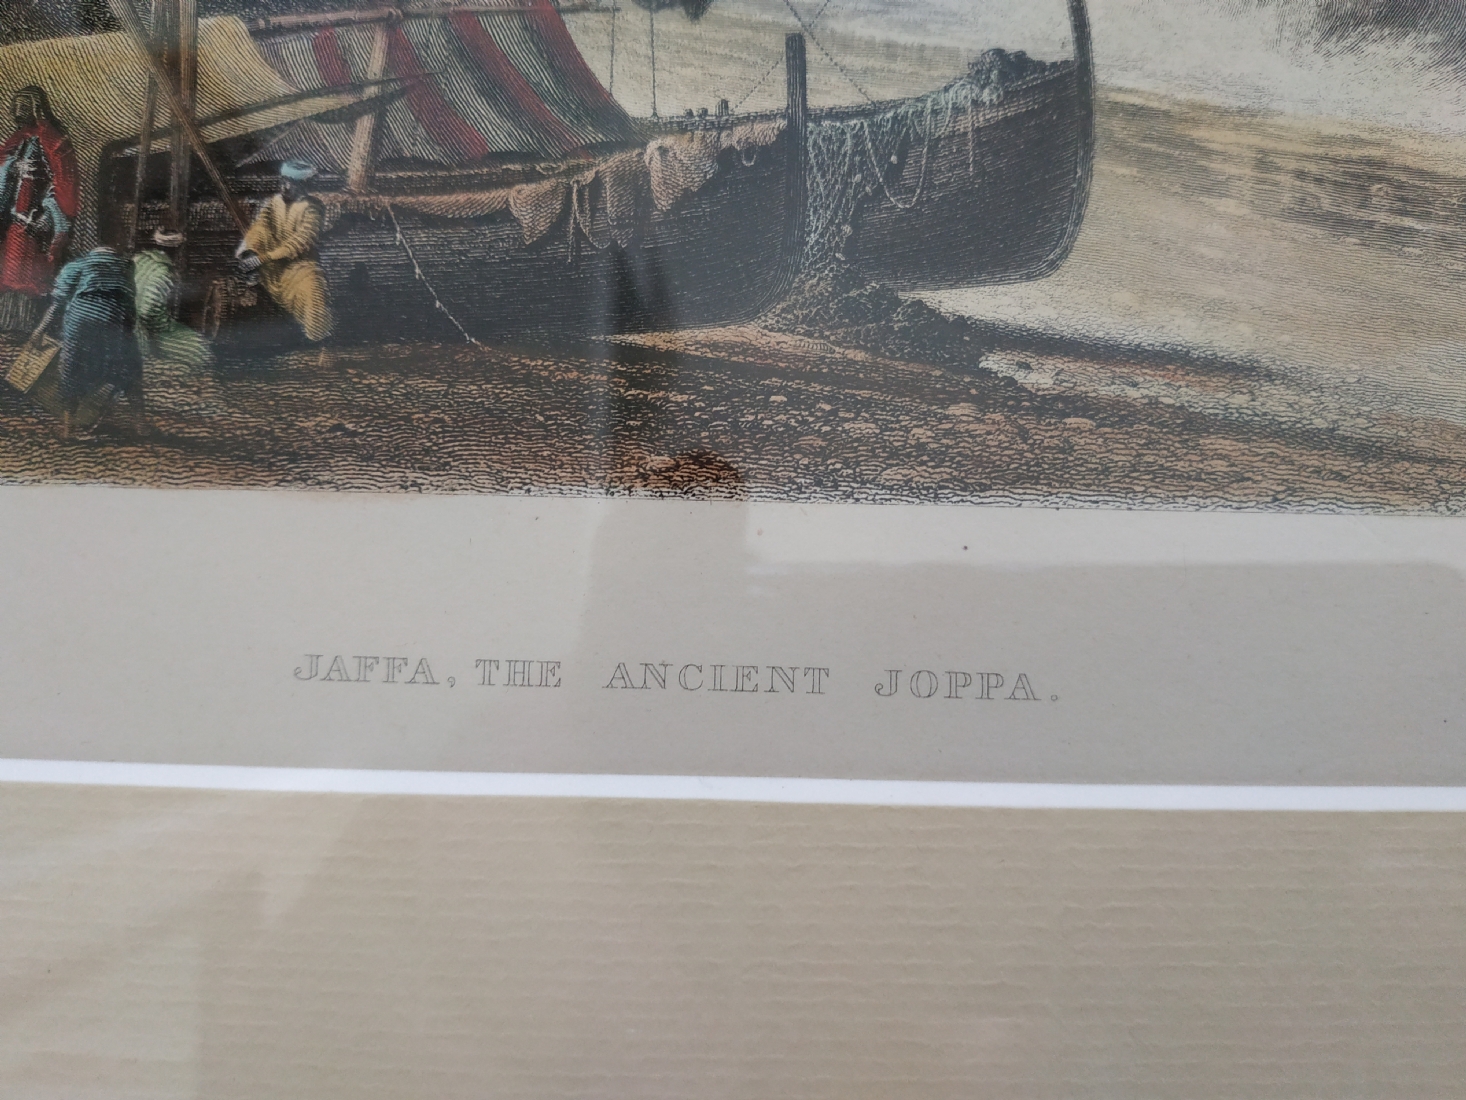 JAFFA, THE ANCIENT JOPPA.